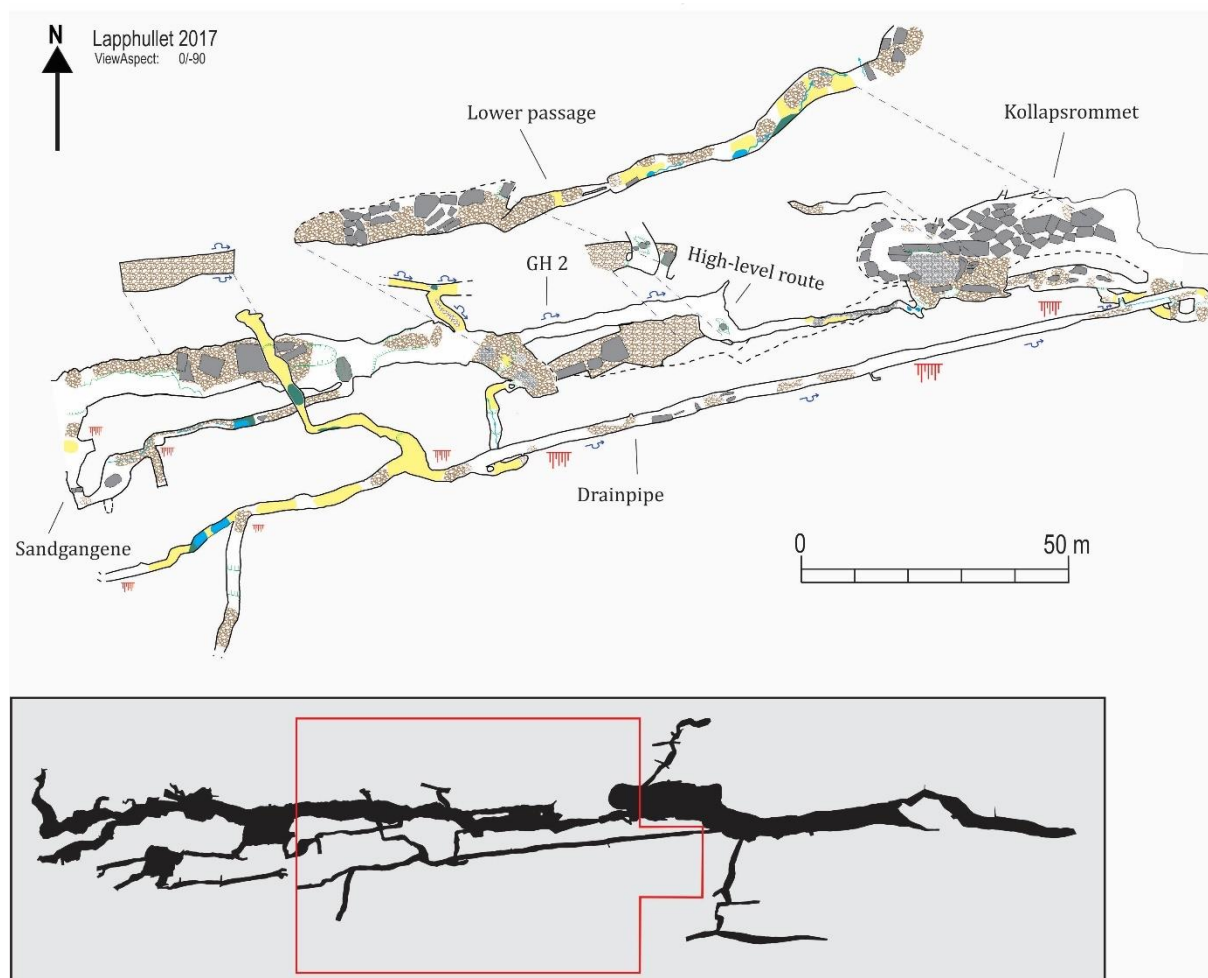 N
Lapphullet 2017
ViewAspect: 0/-90
Lower passage
Kollapsrommet
GH 2
High-level route
Drainpipe
Sandgangene
0 50 m